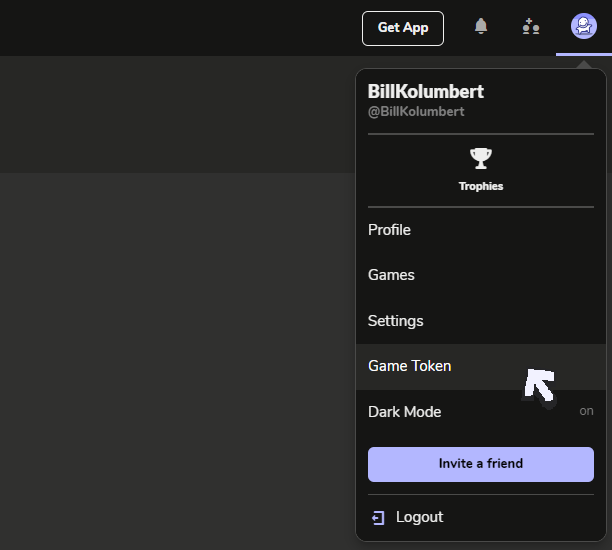 Get App
BillKolumbert
@BillKolumbert
Trophies
Profile
Games
Settings
Game Token
Dark Mode on
Invite a friend
Logout